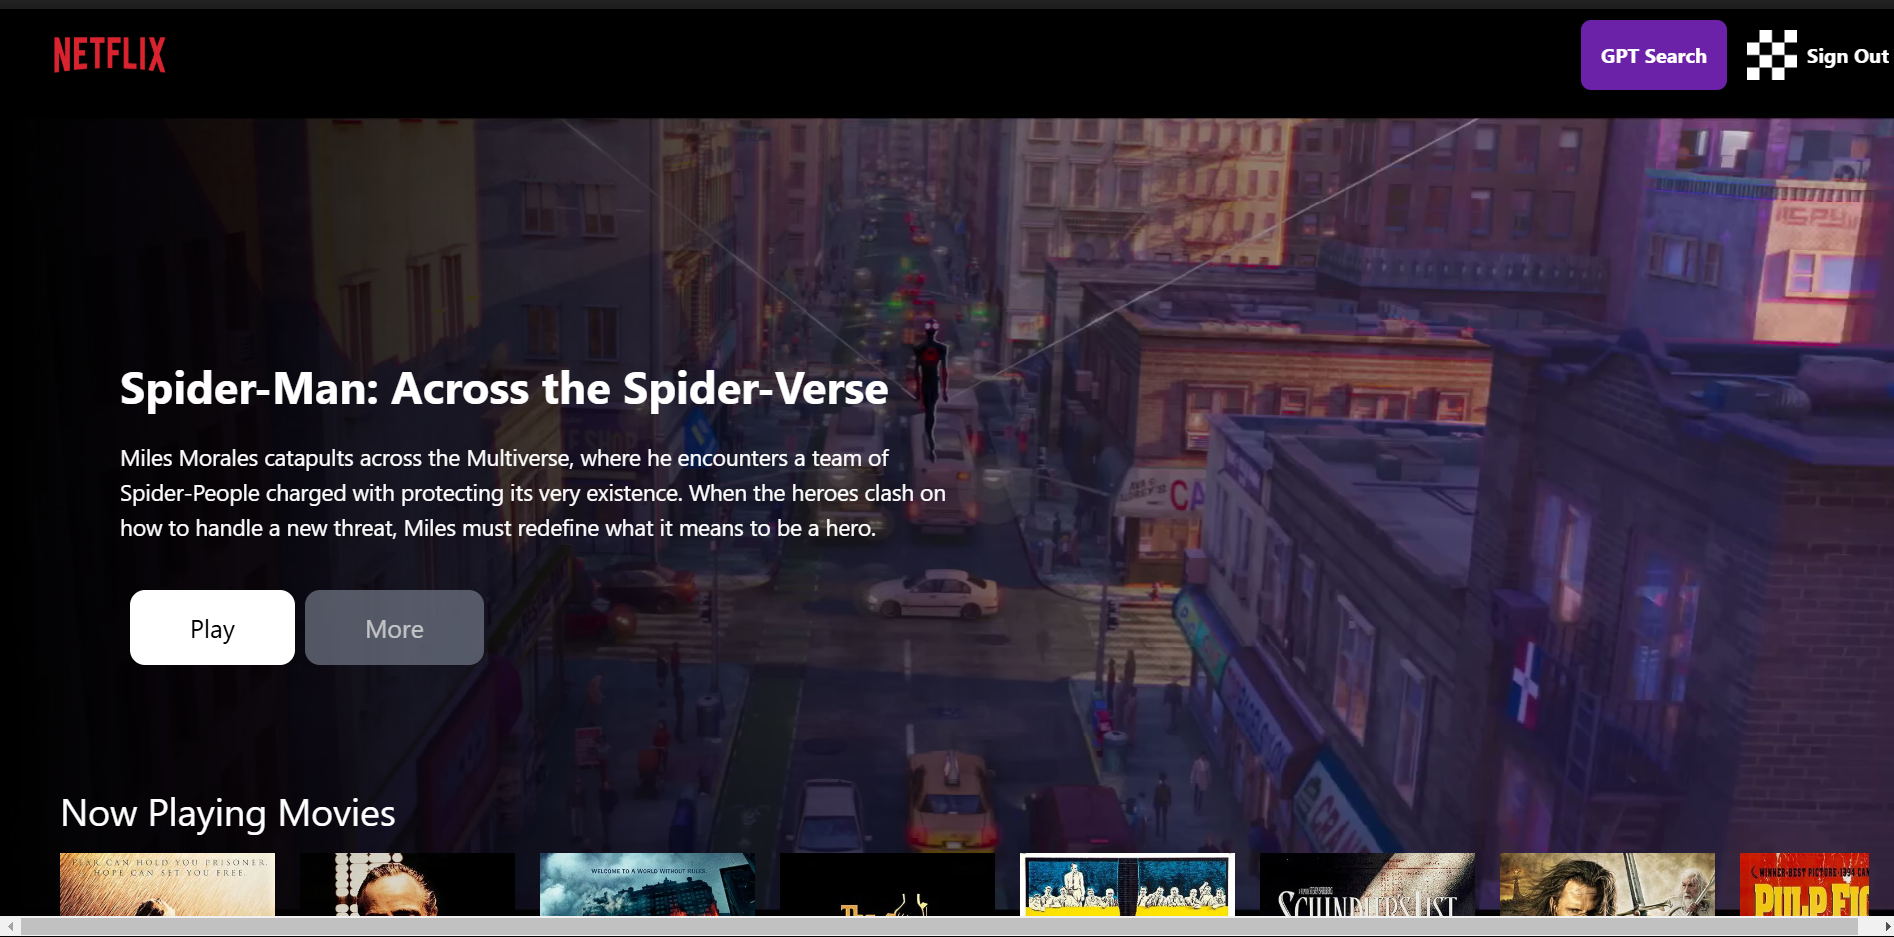 NETFLIX
GPT Search
Sign Out
Spider-Man: Across the Spider-Verse
Miles Morales catapults across the Multiverse, where he encounters a team of
Spider-People charged with protecting its very existence. When the heroes clash on
how to handle a new threat, Miles must redefine what it means to be a hero.
Play
More
Now Playing Movies
FEAR CAN HOLD YOU PRISONER.
HOPE CAN SET YOU FREE.
WELCOME TO A WORLD WITHOUT RULES.
The
SCHINDLER'S LIST
WINNER-BEST PICTURE-1994 CAN
PULP FIC